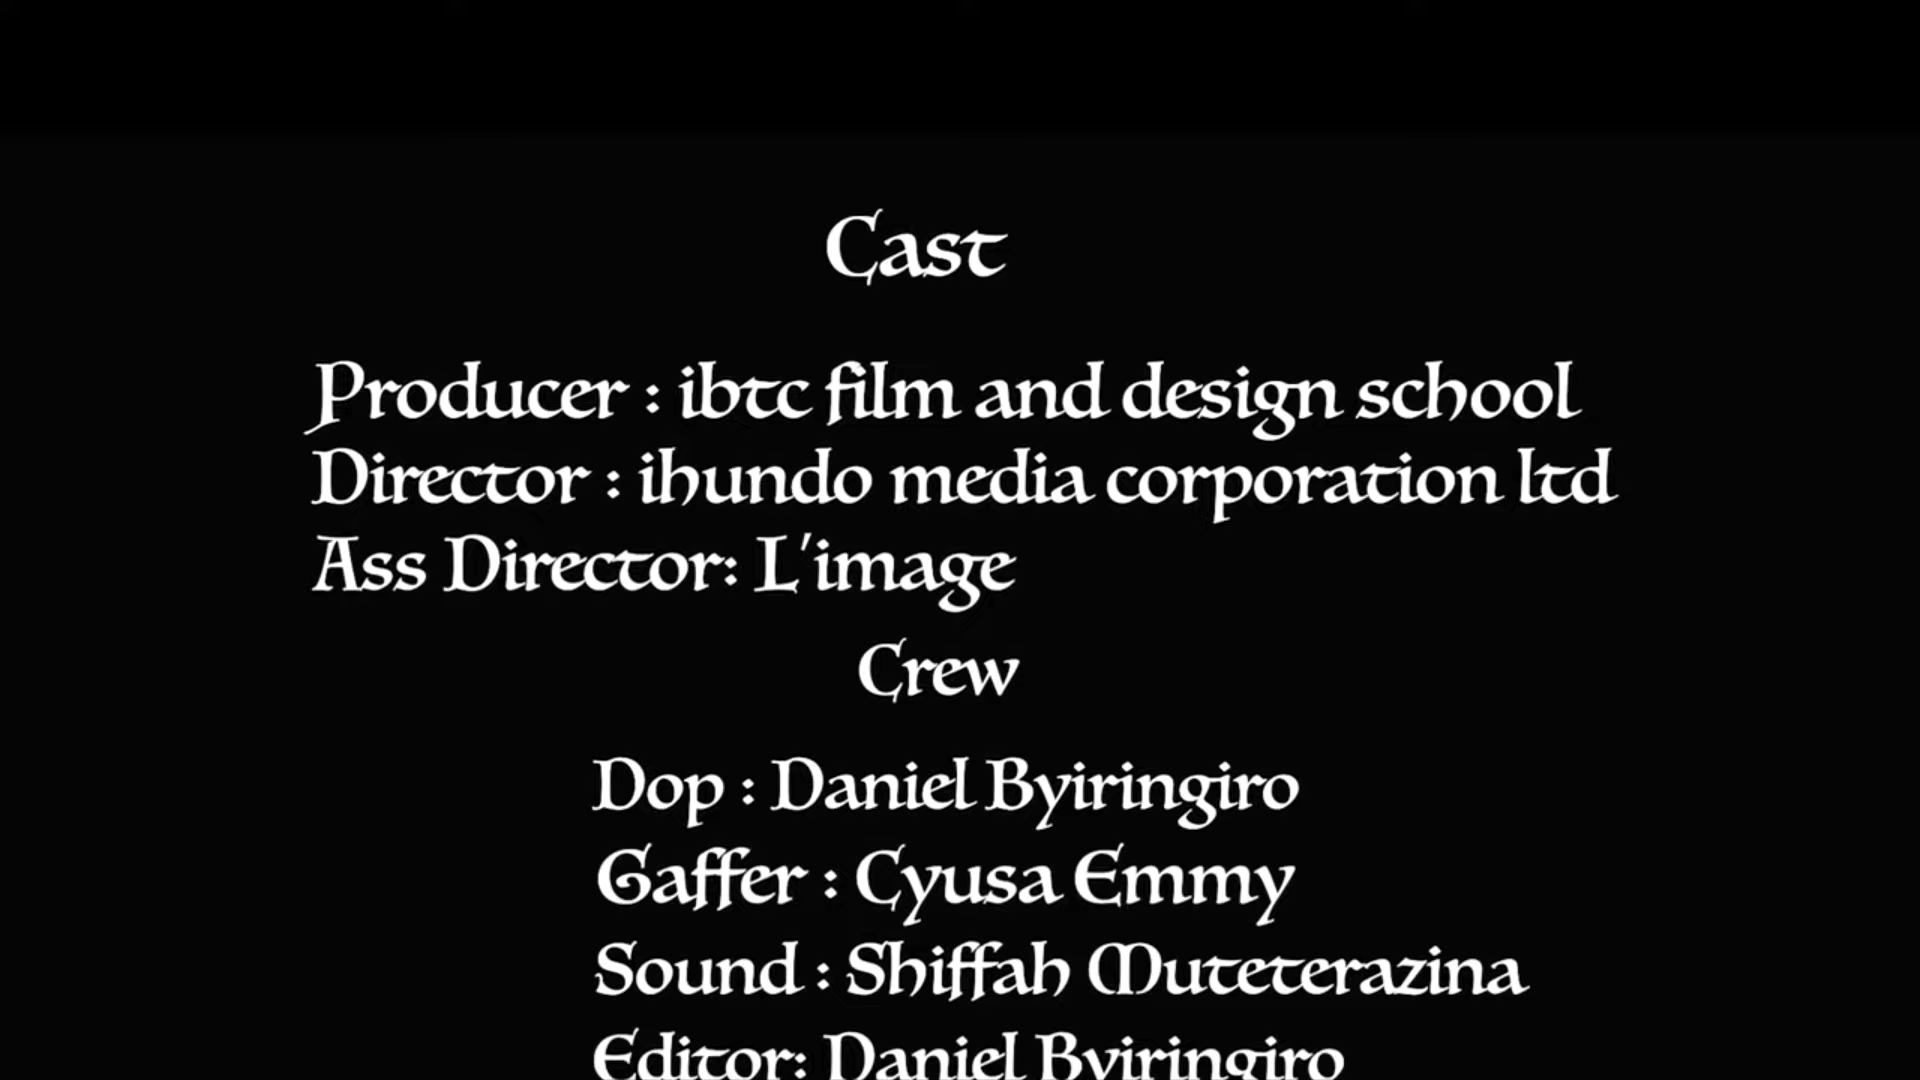 Cast
Producer : ibtc film and design school
Director : ihundo media corporation ltd
Ass Director: L'image
Crew
Dop : Daniel Byiringiro
Gaffer : Cyusa Emmy
Sound : Shiffah Muteterazina
Editor: Daniel Byiringiro